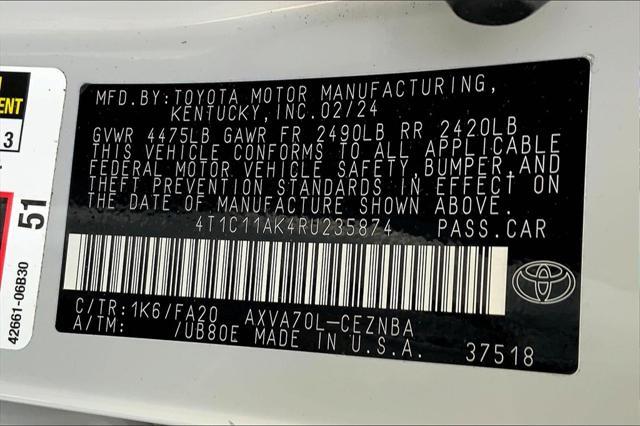 MFD.BY:TOYOTA MOTOR MANUFACTURING,
KENTUCKY,INC.02/24
GVWR 4475LB GAWR FR 2490LB RR 2420LB
THIS VEHICLE CONFORMS TO ALL APPLICABLE
FEDERAL MOTOR VEHICLE SAFETY,BUMPER,AND
THEFT PREVENTION STANDARDS IN EFFECT ON
THE DATE OF MANUFACTURE SHOWN ABOVE.
4T1C11AK4RU235874 PASS.CAR
C/TR:1K6/FA20 AXVA70L-CEZNBA
A/TM: /UB80E MADE IN U.S.A.
37518
3
51
42661-06B30